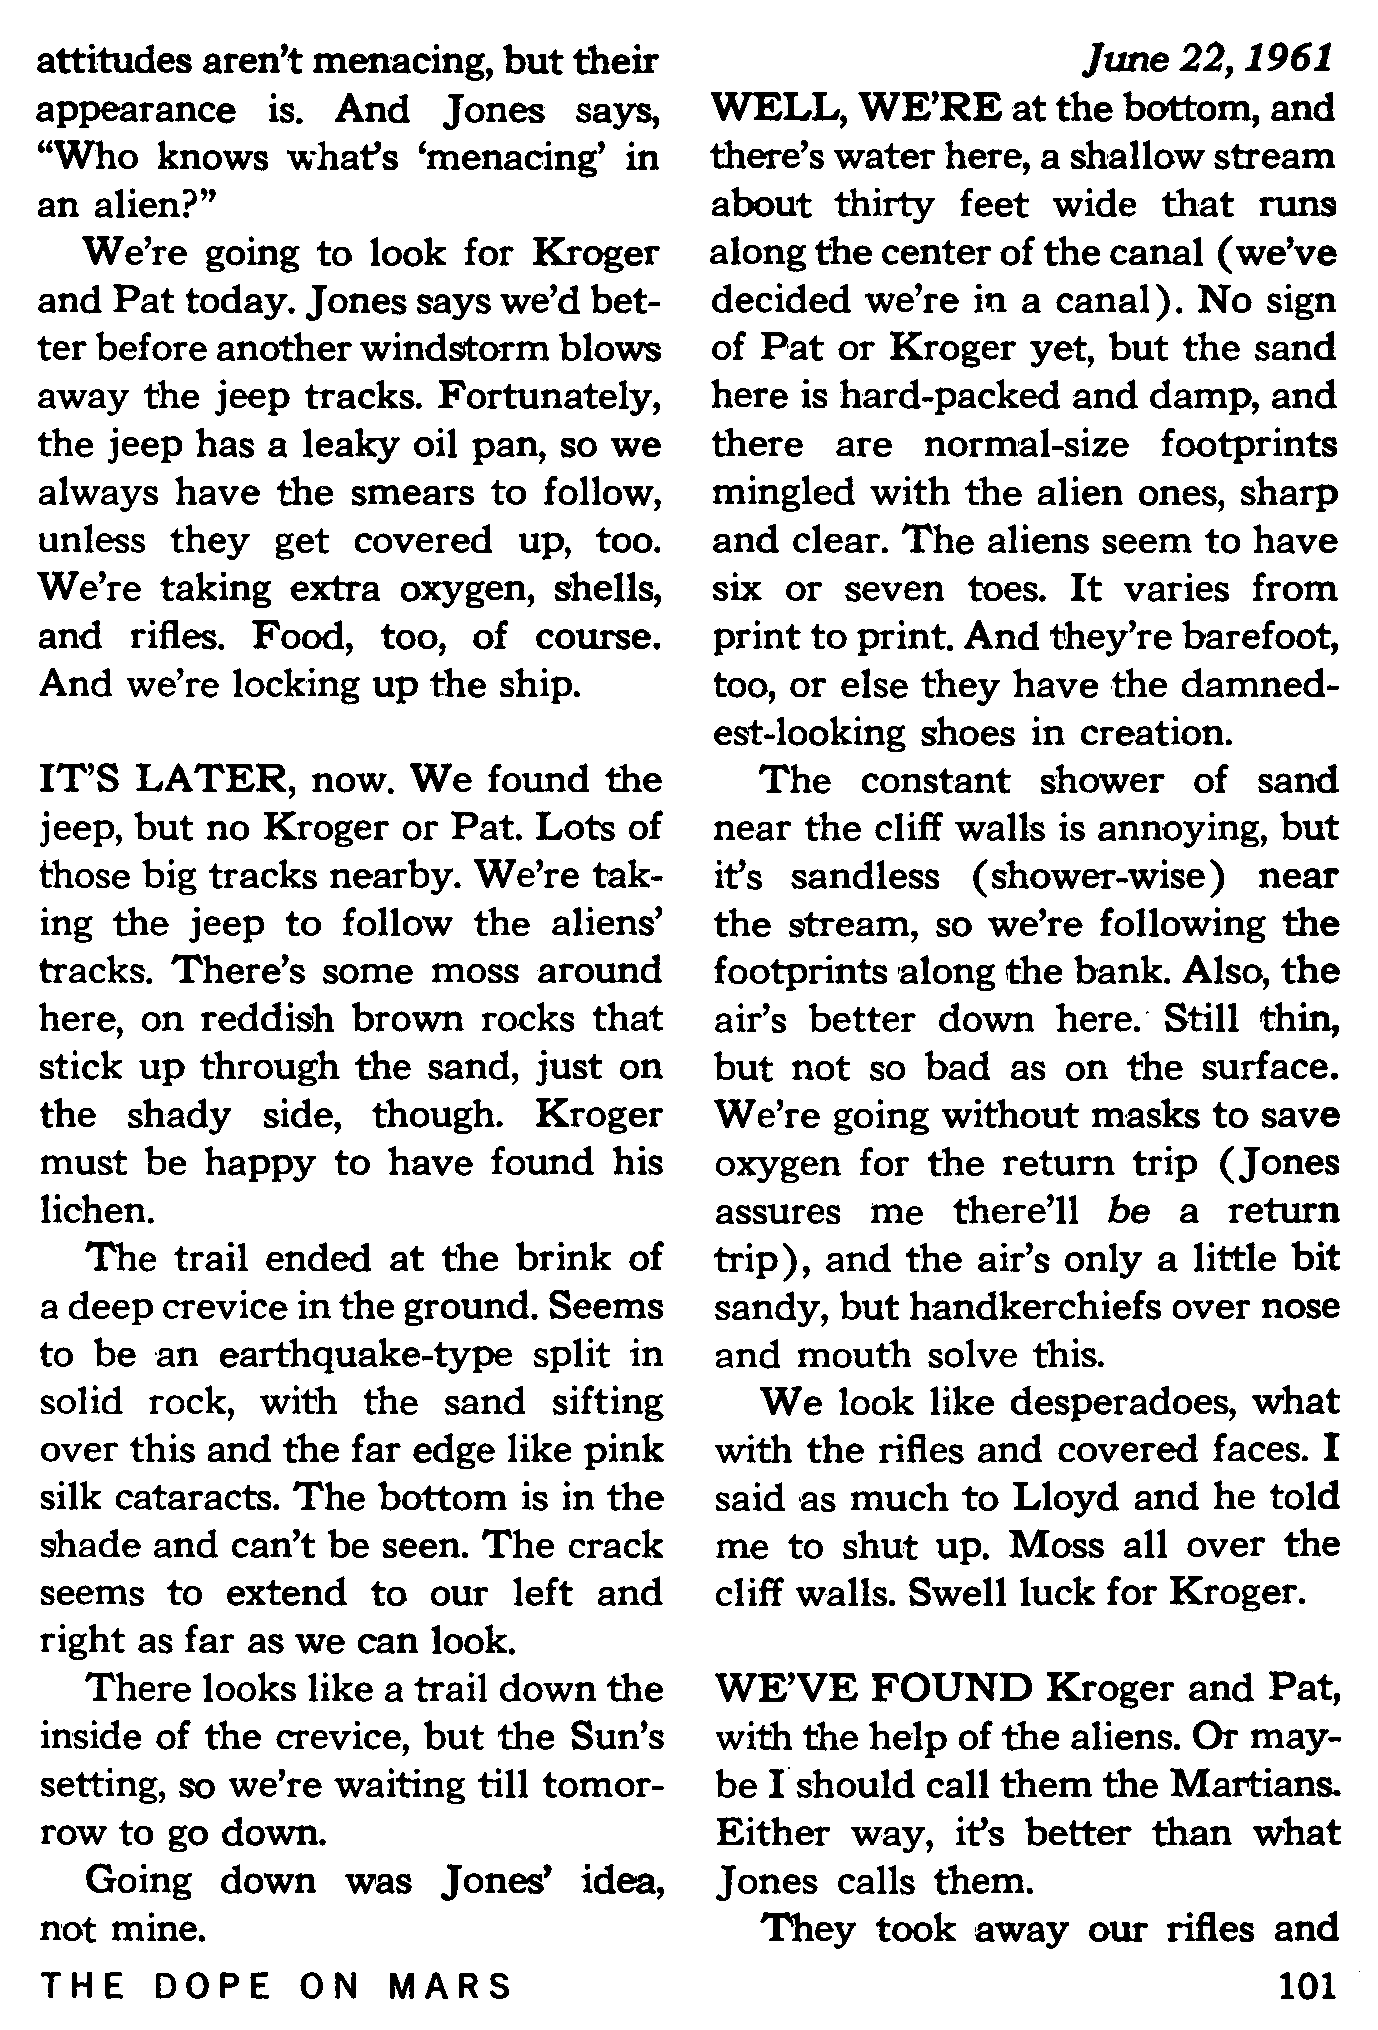 attitudes aren't menacing, but their
appearance is. And Jones says,
“Who knows what's ‘menacing’ in
an alien?”
We're going to look for Kroger
and Pat today. Jones says we'd bet-
ter before another windstorm blows
away the jeep tracks. Fortunately,
the jeep has a leaky oil pan, so we
always have the smears to follow,
unless they get covered up, too.
We're taking extra oxygen, shells,
and rifles. Food, too, of course.
And we're locking up the ship.
IT'S LATER, now. We found the
jeep, but no Kroger or Pat. Lots of
those big tracks nearby. We're tak-
ing the jeep to follow the aliens'
tracks. There's some moss around
here, on reddish brown rocks that
stick up through the sand, just on
the shady side, though. Kroger
must be happy to have found his
lichen.
The trail ended at the brink of
a deep crevice in the ground. Seems
to be an earthquake-type split in
solid rock, with the sand sifting
over this and the far edge like pink
silk cataracts. The bottom is in the
shade and can't be seen. The crack
seems to extend to our left and
right as far as we can look.
There looks like a trail down the
inside of the crevice, but the Sun's
setting, so we're waiting till tomor-
row to go down.
Going down was Jones' idea,
not mine.
June 22, 1961
WELL, WE'RE at the bottom, and
there's water here, a shallow stream
about thirty feet wide that runs
along the center of the canal (we've
decided we're in a canal). No sign
of Pat or Kroger yet, but the sand
here is hard-packed and damp, and
there are normal-size footprints
mingled with the alien ones, sharp
and clear. The aliens seem to have
six or seven toes. It varies from
print to print. And they're barefoot,
too, or else they have the damned-
est-looking shoes in creation.
The constant shower of sand
near the cliff walls is annoying, but
it's sandless (shower-wise) near
the stream, so we're following the
footprints along the bank. Also, the
air's better down here. Still thin,
but not so bad as on the surface.
We're going without masks to save
oxygen for the return trip (Jones
assures me there'll be a return
trip), and the air's only a little bit
sandy, but handkerchiefs over nose
and mouth solve this.
We look like desperadoes, what
with the rifles and covered faces. I
said as much to Lloyd and he told
me to shut up. Moss all over the
cliff walls. Swell luck for Kroger.
WE'VE FOUND Kroger and Pat,
with the help of the aliens. Or may-
be I should call them the Martians.
Either way, it's better than what
Jones calls them.
They took away our rifles and
THE DOPE ON MARS
101